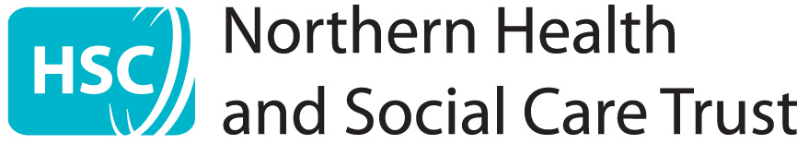 HSC
Northern Health
and Social Care Trust